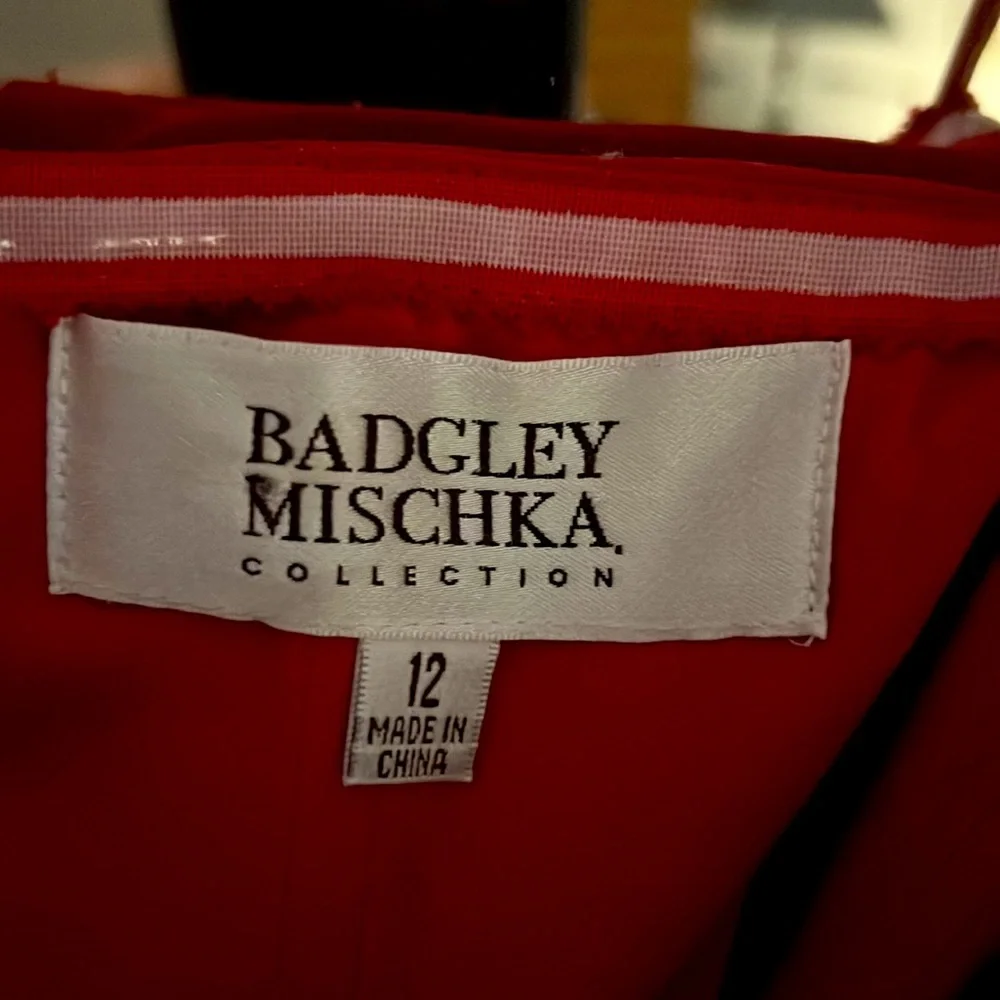 BADGLEY
MISCHKA.
COLLECTION
12
MADE IN
CHINA